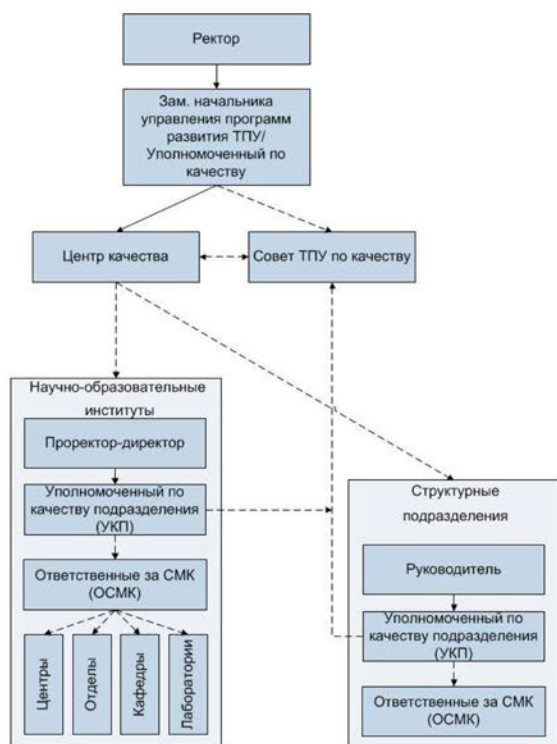 Ректор
Зам. начальника
управления программ
развития ТПУ/
Уполномоченный по
качеству
Центр качества
Совет ТПУ по качеству
Научно-образовательные
институты
Проректор-директор
Уполномоченный по
качеству подразделения
(УКП)
Ответственные за СМК
(ОСМК)
Центры
Отделы
Кафедры
Лаборатории
Структурные
подразделения
Руководитель
Уполномоченный по
качеству подразделения
(УКП)
Ответственные за СМК
(ОСМК)